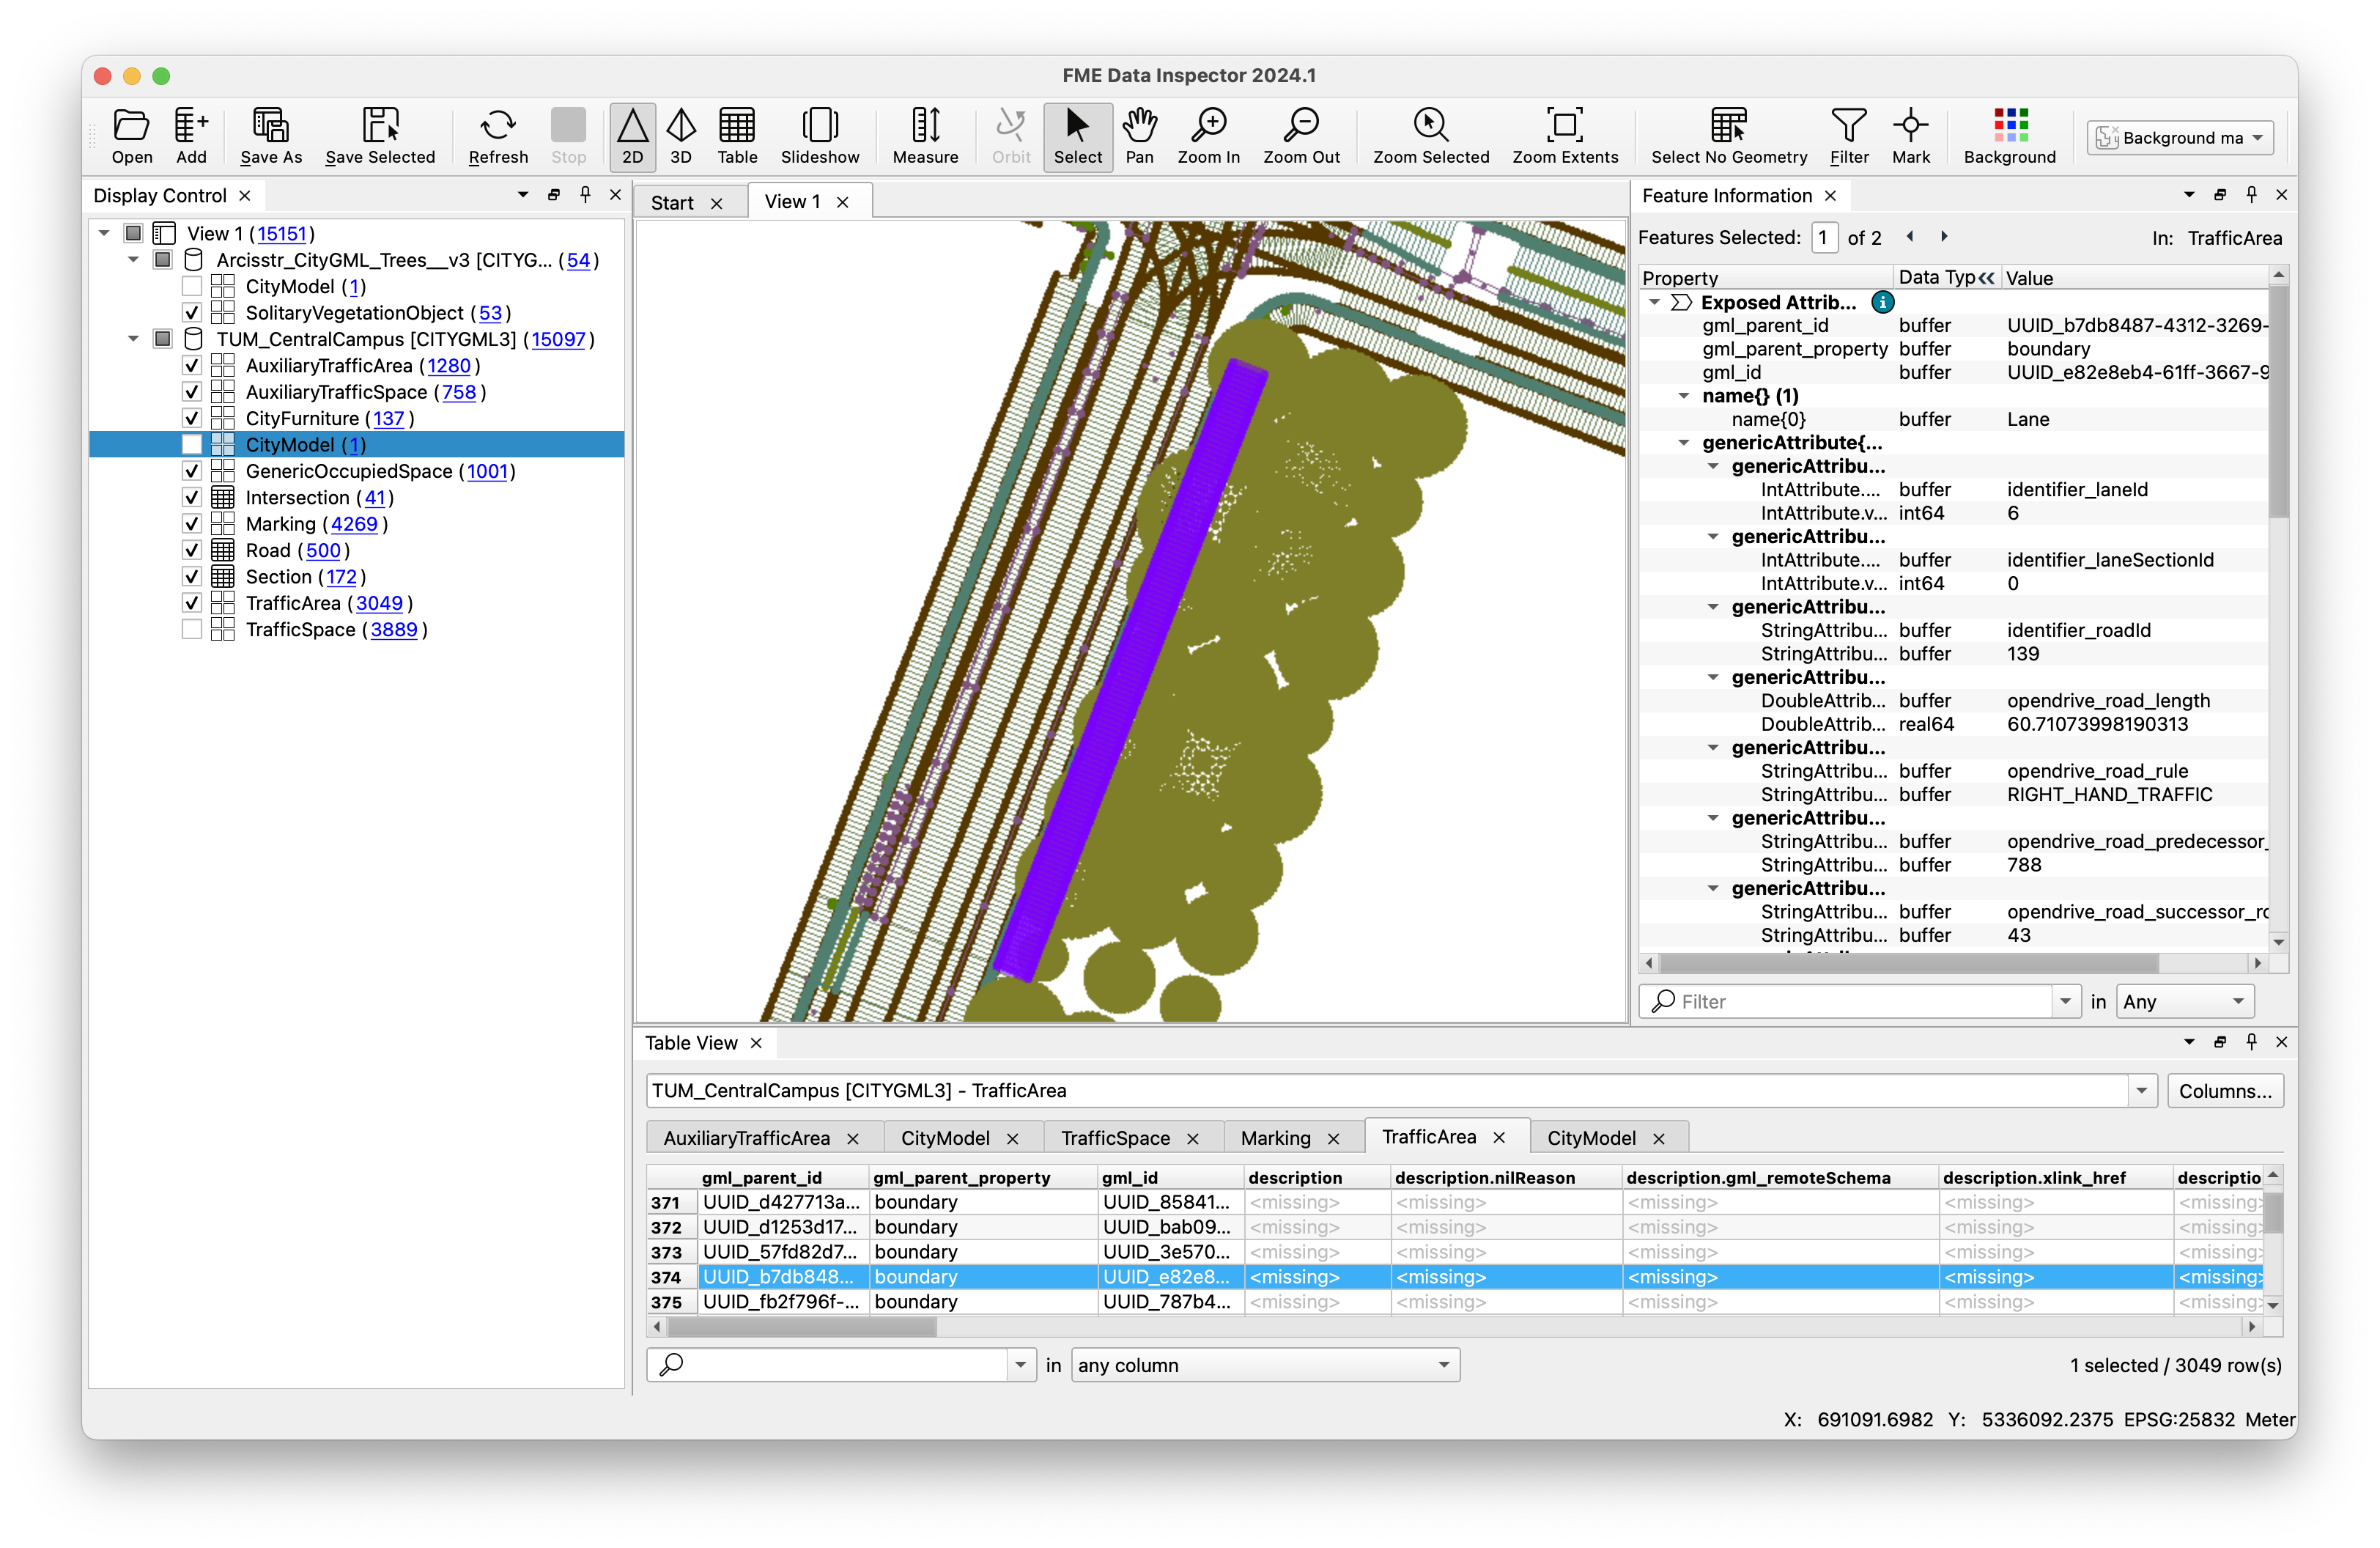 FME Data Inspector 2024.1
Open Add Save As Save Selected Refresh Stop 2D 3D Table Slideshow Measure Orbit Select Pan Zoom In Zoom Out Zoom Selected Zoom Extents Select No Geometry Filter Mark Background Background ma
Display Control
View 1 (15151)
Arcisstr_CityGML_Trees__v3 [CITYG... (54)
CityModel (1)
SolitaryVegetationObject (53)
TUM_CentralCampus [CITYGML3] (15097)
AuxiliaryTrafficArea (1280)
AuxiliaryTrafficSpace (758)
CityFurniture (137)
CityModel (1)
GenericOccupiedSpace (1001)
Intersection (41)
Marking (4269)
Road (500)
Section (172)
TrafficArea (3049)
TrafficSpace (3889)
Start View 1
Feature Information
Features Selected: 1 of 2 In: TrafficArea
Property Data Typ Value
Exposed Attrib...
gml_parent_id buffer UUID_b7db8487-4312-3269-
gml_parent_property buffer boundary
gml_id buffer UUID_e82e8eb4-61ff-3667-9
name{} (1)
name{0} buffer Lane
genericAttribute{...
genericAttribu...
IntAttribute.... buffer identifier_laneId
IntAttribute.v... int64 6
genericAttribu...
IntAttribute.... buffer identifier_laneSectionId
IntAttribute.v... int64 0
genericAttribu...
StringAttribu... buffer identifier_roadId
StringAttribu... buffer 139
genericAttribu...
DoubleAttrib... buffer opendrive_road_length
DoubleAttrib... real64 60.71073998190313
genericAttribu...
StringAttribu... buffer opendrive_road_rule
StringAttribu... buffer RIGHT_HAND_TRAFFIC
genericAttribu...
StringAttribu... buffer opendrive_road_predecessor_
StringAttribu... buffer 788
genericAttribu...
StringAttribu... buffer opendrive_road_successor_ro
StringAttribu... buffer 43
Filter in Any
Table View
TUM_CentralCampus [CITYGML3] - TrafficArea Columns...
AuxiliaryTrafficArea CityModel TrafficSpace Marking TrafficArea CityModel
gml_parent_id gml_parent_property gml_id description description.nilReason description.gml_remoteSchema description.xlink_href descriptio
371 UUID_d427713a... boundary UUID_85841... <missing> <missing> <missing> <missing> <missing>
372 UUID_d1253d17... boundary UUID_bab09... <missing> <missing> <missing> <missing> <missing>
373 UUID_57fd82d7... boundary UUID_3e570... <missing> <missing> <missing> <missing> <missing>
374 UUID_b7db848... boundary UUID_e82e8... <missing> <missing> <missing> <missing> <missing>
375 UUID_fb2f796f-... boundary UUID_787b4... <missing> <missing> <missing> <missing> <missing>
in any column 1 selected / 3049 row(s)
X: 691091.6982 Y: 5336092.2375 EPSG:25832 Meter